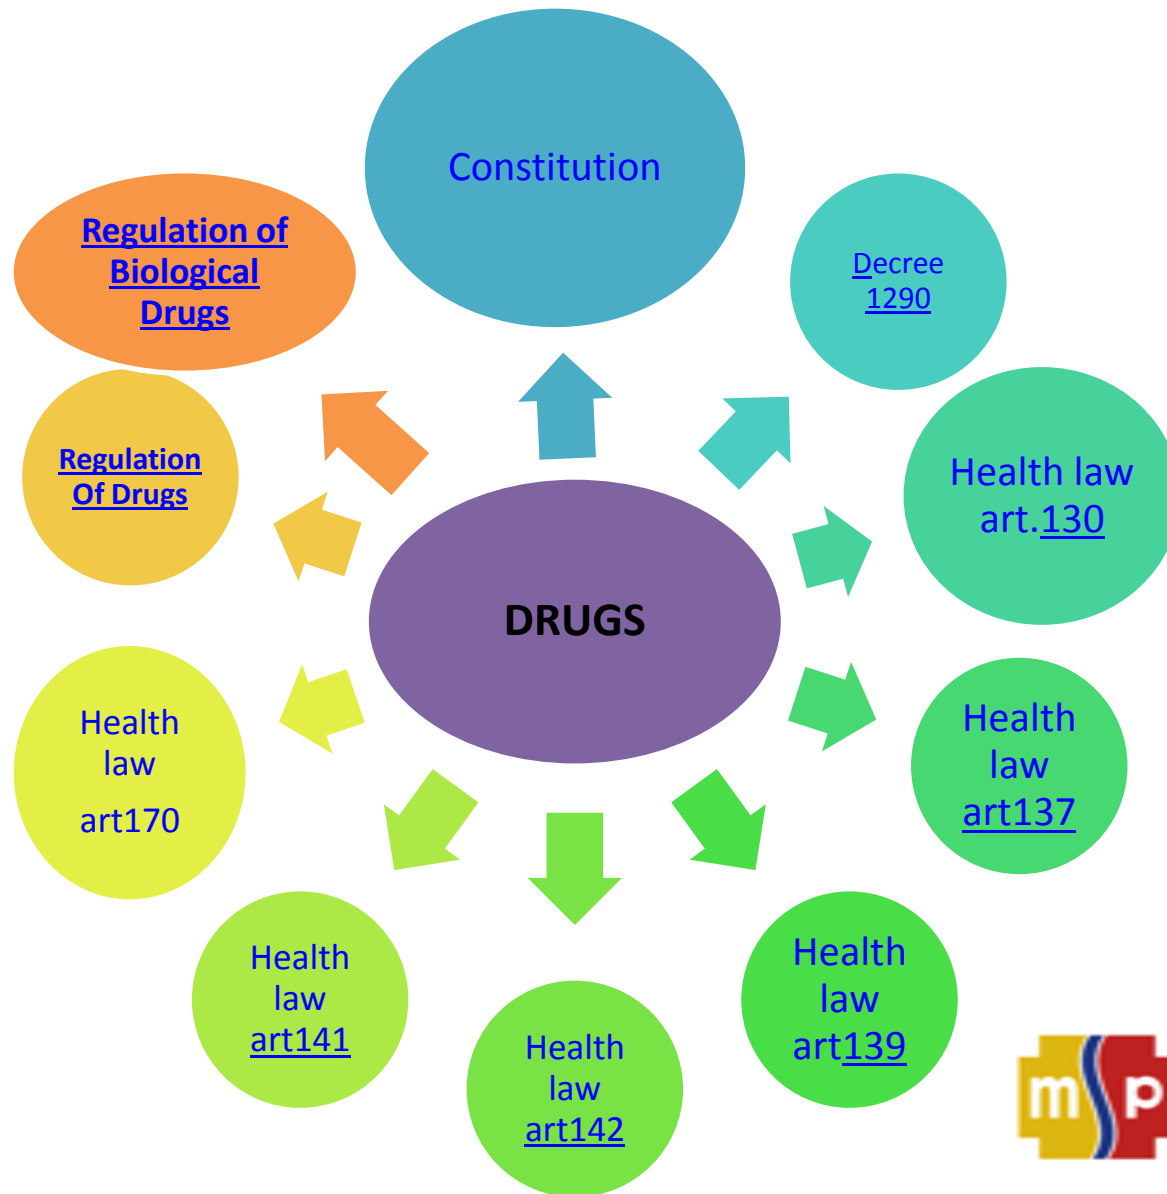 Constitution
Decree
1290
Health law
art.130
Health
law
art137
Health
law
art139
Health
law
art142
Health
law
art141
Health
law
art170
Regulation
Of Drugs
Regulation of
Biological
Drugs
DRUGS
msp